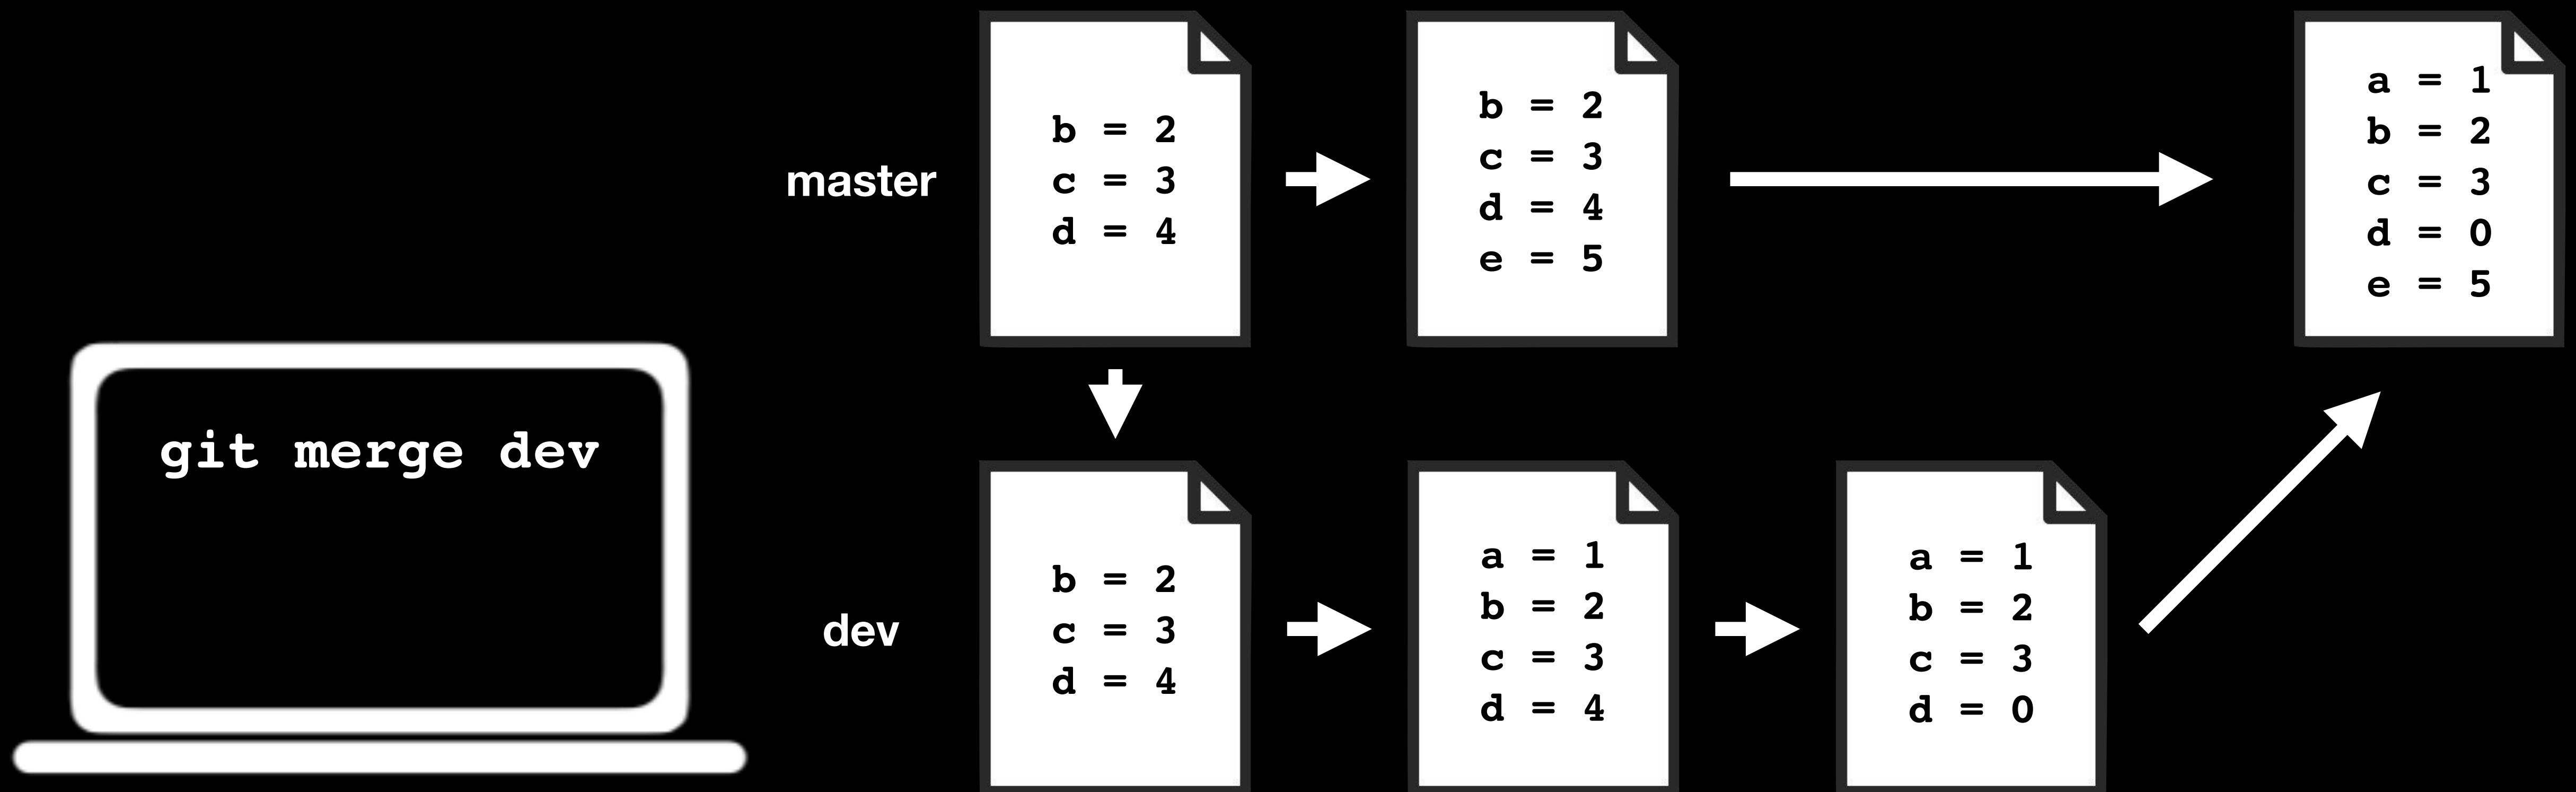 git merge dev
master
b = 2
c = 3
d = 4
b = 2
c = 3
d = 4
e = 5
a = 1
b = 2
c = 3
d = 0
e = 5
dev
b = 2
c = 3
d = 4
a = 1
b = 2
c = 3
d = 4
a = 1
b = 2
c = 3
d = 0